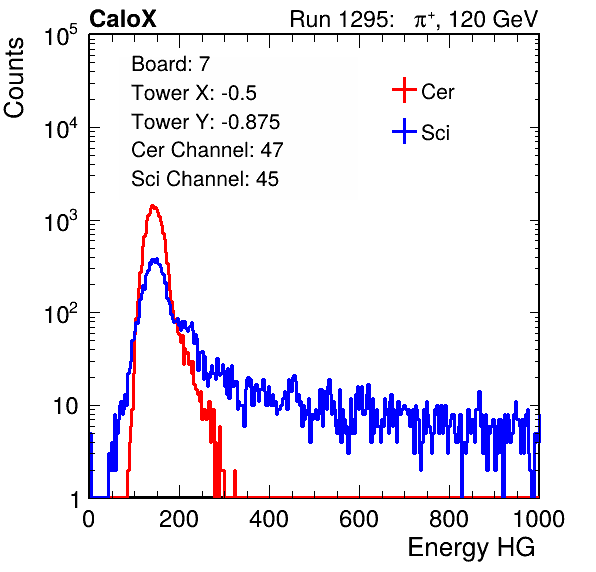 CaloX Run 1295: π⁺, 120 GeV
Counts
10⁵
10⁴
10³
10²
10
1
Board: 7
Tower X: -0.5
Tower Y: -0.875
Cer Channel: 47
Sci Channel: 45
Cer
Sci
0 200 400 600 800 1000
Energy HG